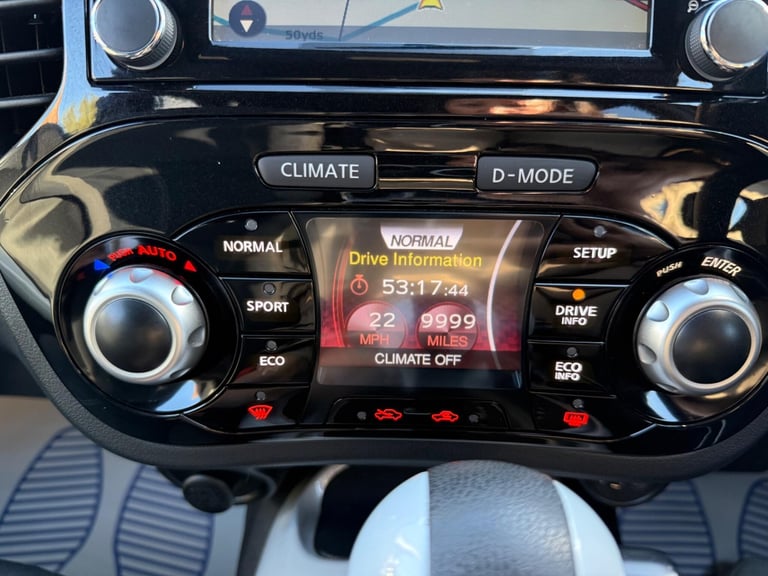 50yds
CLIMATE
D-MODE
PUSH AUTO
NORMAL
NORMAL
SETUP
PUSH ENTER
Drive Information
53:17:44
SPORT
DRIVE
INFO
22
9999
MPH
MILES
ECO
CLIMATE OFF
ECO
INFO